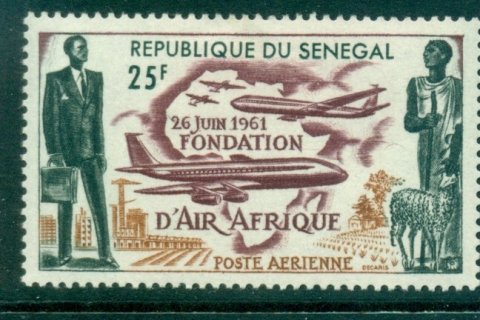 REPUBLIQUE DU SENEGAL
25F
26 JUIN 1961
FONDATION
D'AIR AFRIQUE
POSTE AERIENNE
DECARIS